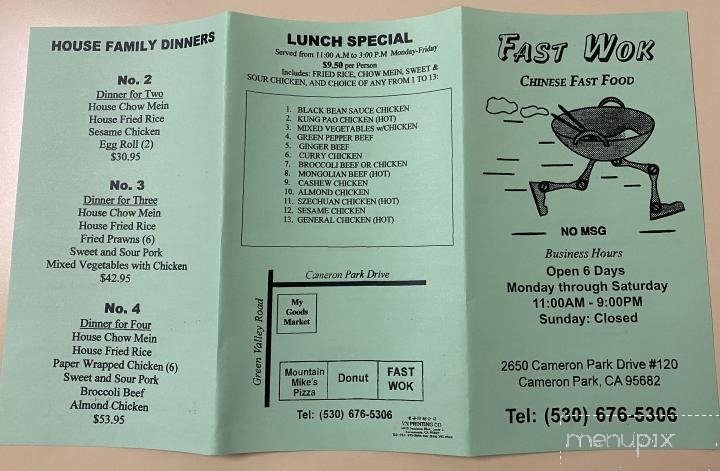 HOUSE FAMILY DINNERS
No. 2
Dinner for Two
House Chow Mein
House Fried Rice
Sesame Chicken
Egg Roll (2)
$30.95
No. 3
Dinner for Three
House Chow Mein
House Fried Rice
Fried Prawns (6)
Sweet and Sour Pork
Mixed Vegetables with Chicken
$42.95
No. 4
Dinner for Four
House Chow Mein
House Fried Rice
Paper Wrapped Chicken (6)
Sweet and Sour Pork
Broccoli Beef
Almond Chicken
$53.95
LUNCH SPECIAL
Served from 11:00 A.M to 3:00 P.M Monday-Friday
$9.50 per Person
Includes: FRIED RICE, CHOW MEIN, SWEET &
SOUR CHICKEN, AND CHOICE OF ANY FROM 1 TO 13:
1. BLACK BEAN SAUCE CHICKEN
2. KUNG PAO CHICKEN (HOT)
3. MIXED VEGETABLES w/CHICKEN
4. GREEN PEPPER BEEF
5. GINGER BEEF
6. CURRY CHICKEN
7. BROCCOLI BEEF OR CHICKEN
8. MONGOLIAN BEEF (HOT)
9. CASHEW CHICKEN
10. ALMOND CHICKEN
11. SZECHUAN CHICKEN (HOT)
12. SESAME CHICKEN
13. GENERAL CHICKEN (HOT)
Cameron Park Drive
Green Valley Road
My
Goods
Market
Mountain
Mike's
Pizza
Donut
FAST
WOK
Tel: (530) 676-5306
PRINTING CO
FAST WOK
CHINESE FAST FOOD
NO MSG
Business Hours
Open 6 Days
Monday through Saturday
11:00AM - 9:00PM
Sunday: Closed
2650 Cameron Park Drive #120
Cameron Park, CA 95682
Tel: (530) 676-5306
menupix